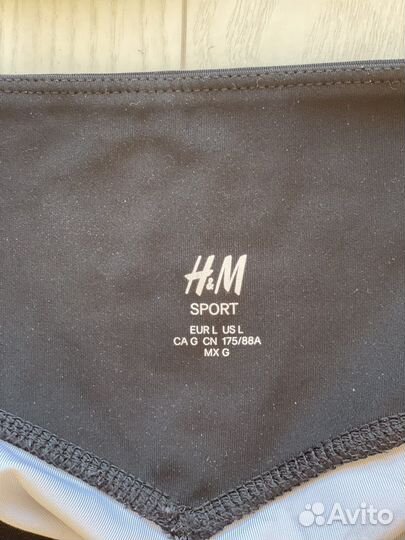 H&M
SPORT
EUR L US L
CA G CN 175/88A
MX G
Avito